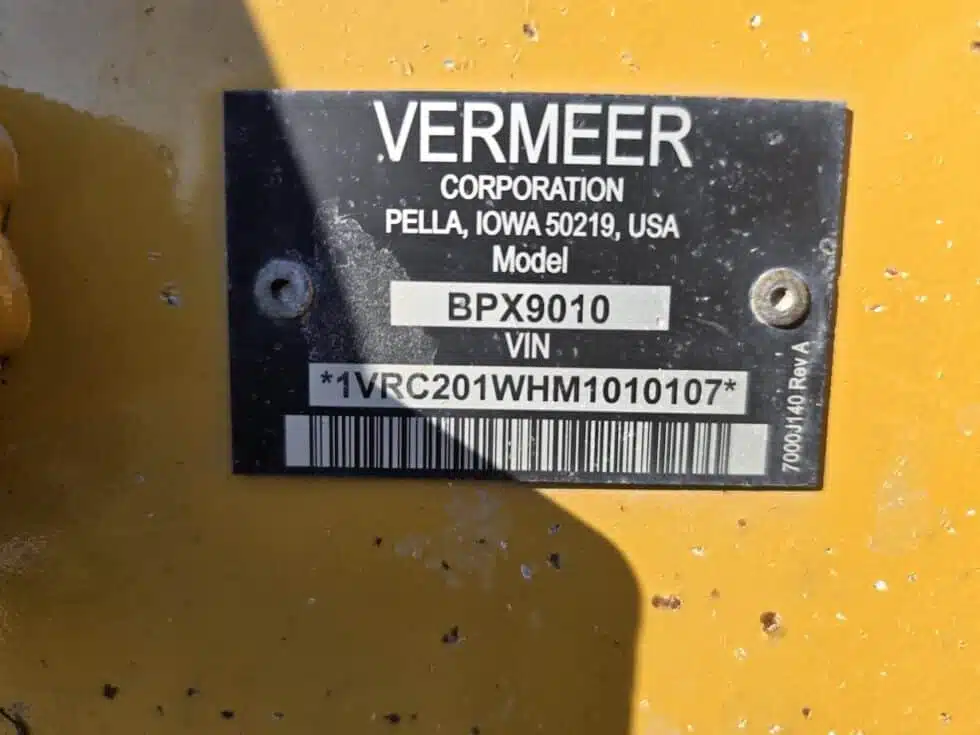 VERMEER
CORPORATION
PELLA, IOWA 50219, USA
Model
BPX9010
VIN
*1VRC201WHM1010107*
7000J140 Rev A